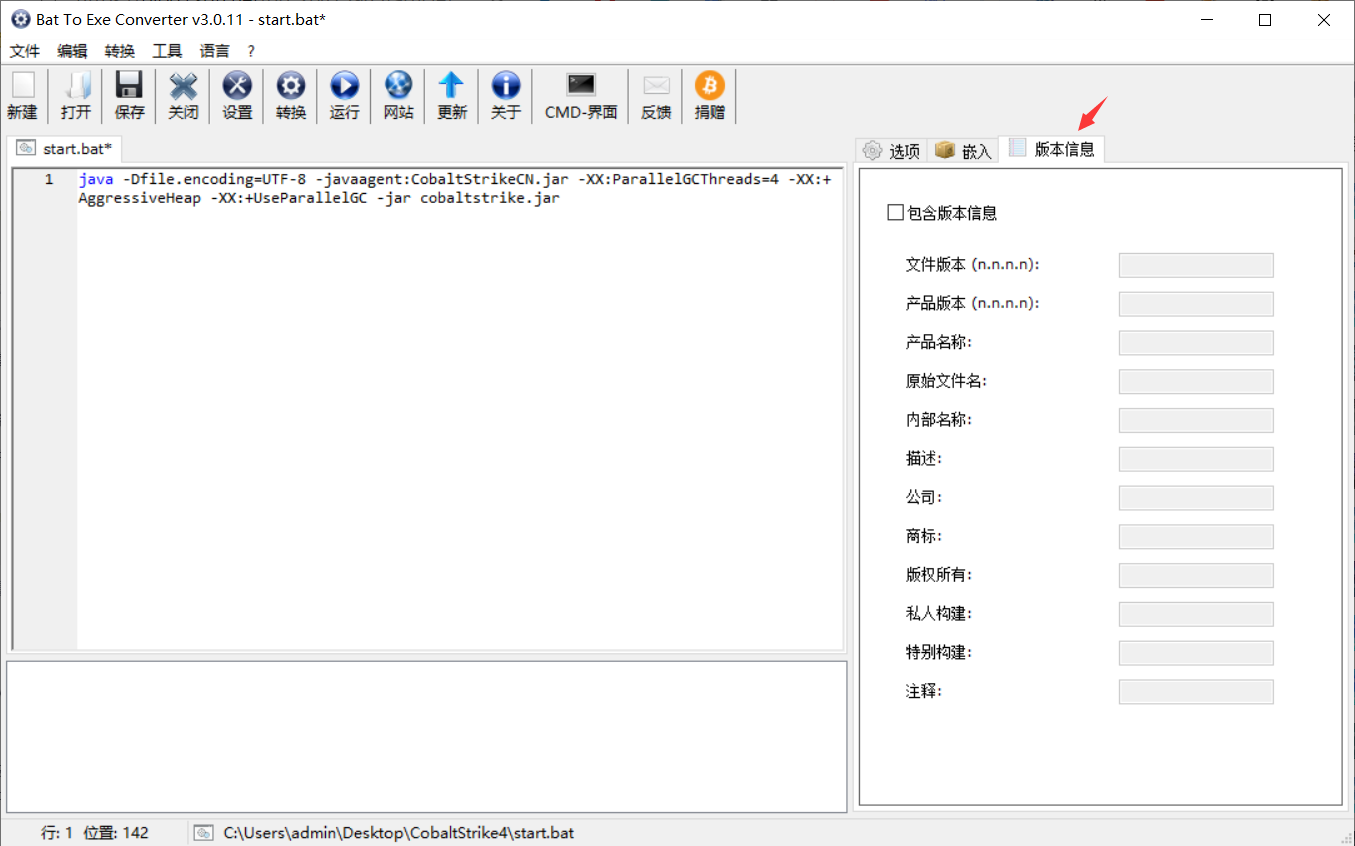 Bat To Exe Converter v3.0.11 - start.bat*
文件 编辑 转换 工具 语言 ?
新建 打开 保存 关闭 设置 转换 运行 网站 更新 关于 CMD-界面 反馈 捐赠
start.bat*
选项 嵌入 版本信息
1 java -Dfile.encoding=UTF-8 -javaagent:CobaltStrikeCN.jar -XX:ParallelGCThreads=4 -XX:+
AggressiveHeap -XX:+UseParallelGC -jar cobaltstrike.jar
包含版本信息
文件版本 (n.n.n.n):
产品版本 (n.n.n.n):
产品名称:
原始文件名:
内部名称:
描述:
公司:
商标:
版权所有:
私人构建:
特别构建:
注释:
行: 1 位置: 142 C:\Users\admin\Desktop\CobaltStrike4\start.bat